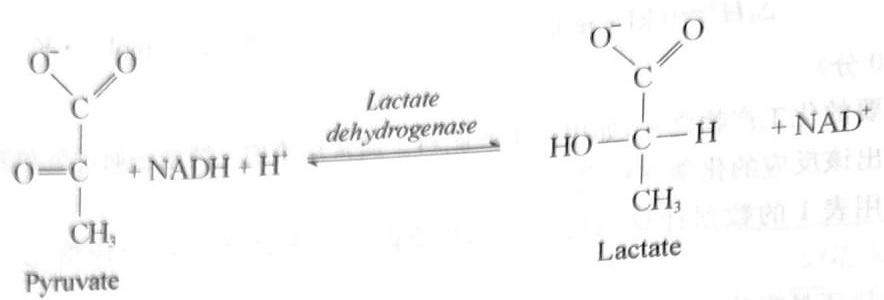 O⁻ O
C
O=C + NADH + H⁺
CH₃
Pyruvate
Lactate
dehydrogenase
O⁻ O
C
HO—C—H + NAD⁺
CH₃
Lactate